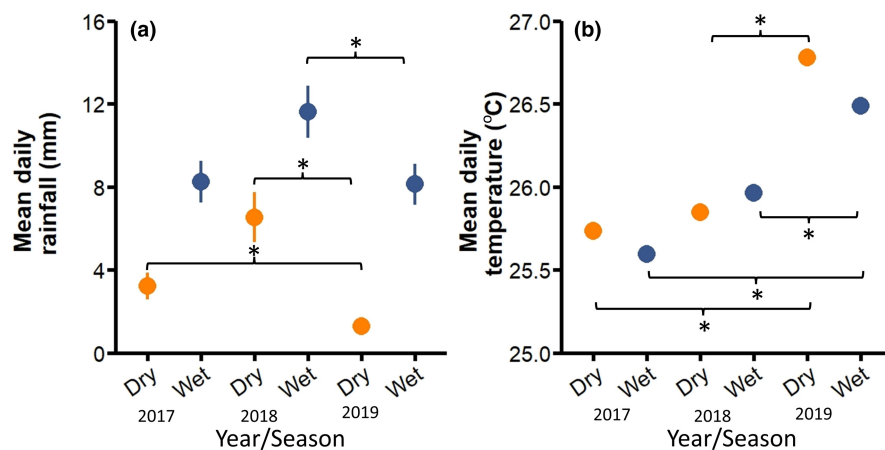 (a)
Mean daily
rainfall (mm)
16
12
8
4
0
*
*
*
Dry Wet Dry Wet Dry Wet
2017 2018 2019
Year/Season
(b)
Mean daily
temperature (°C)
27.0
26.5
26.0
25.5
25.0
*
*
*
*
Dry Wet Dry Wet Dry Wet
2017 2018 2019
Year/Season